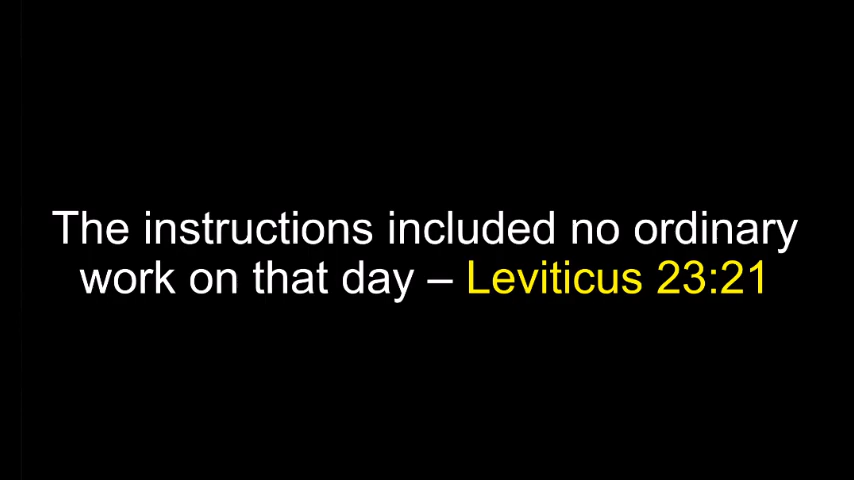 The instructions included no ordinary
work on that day – Leviticus 23:21